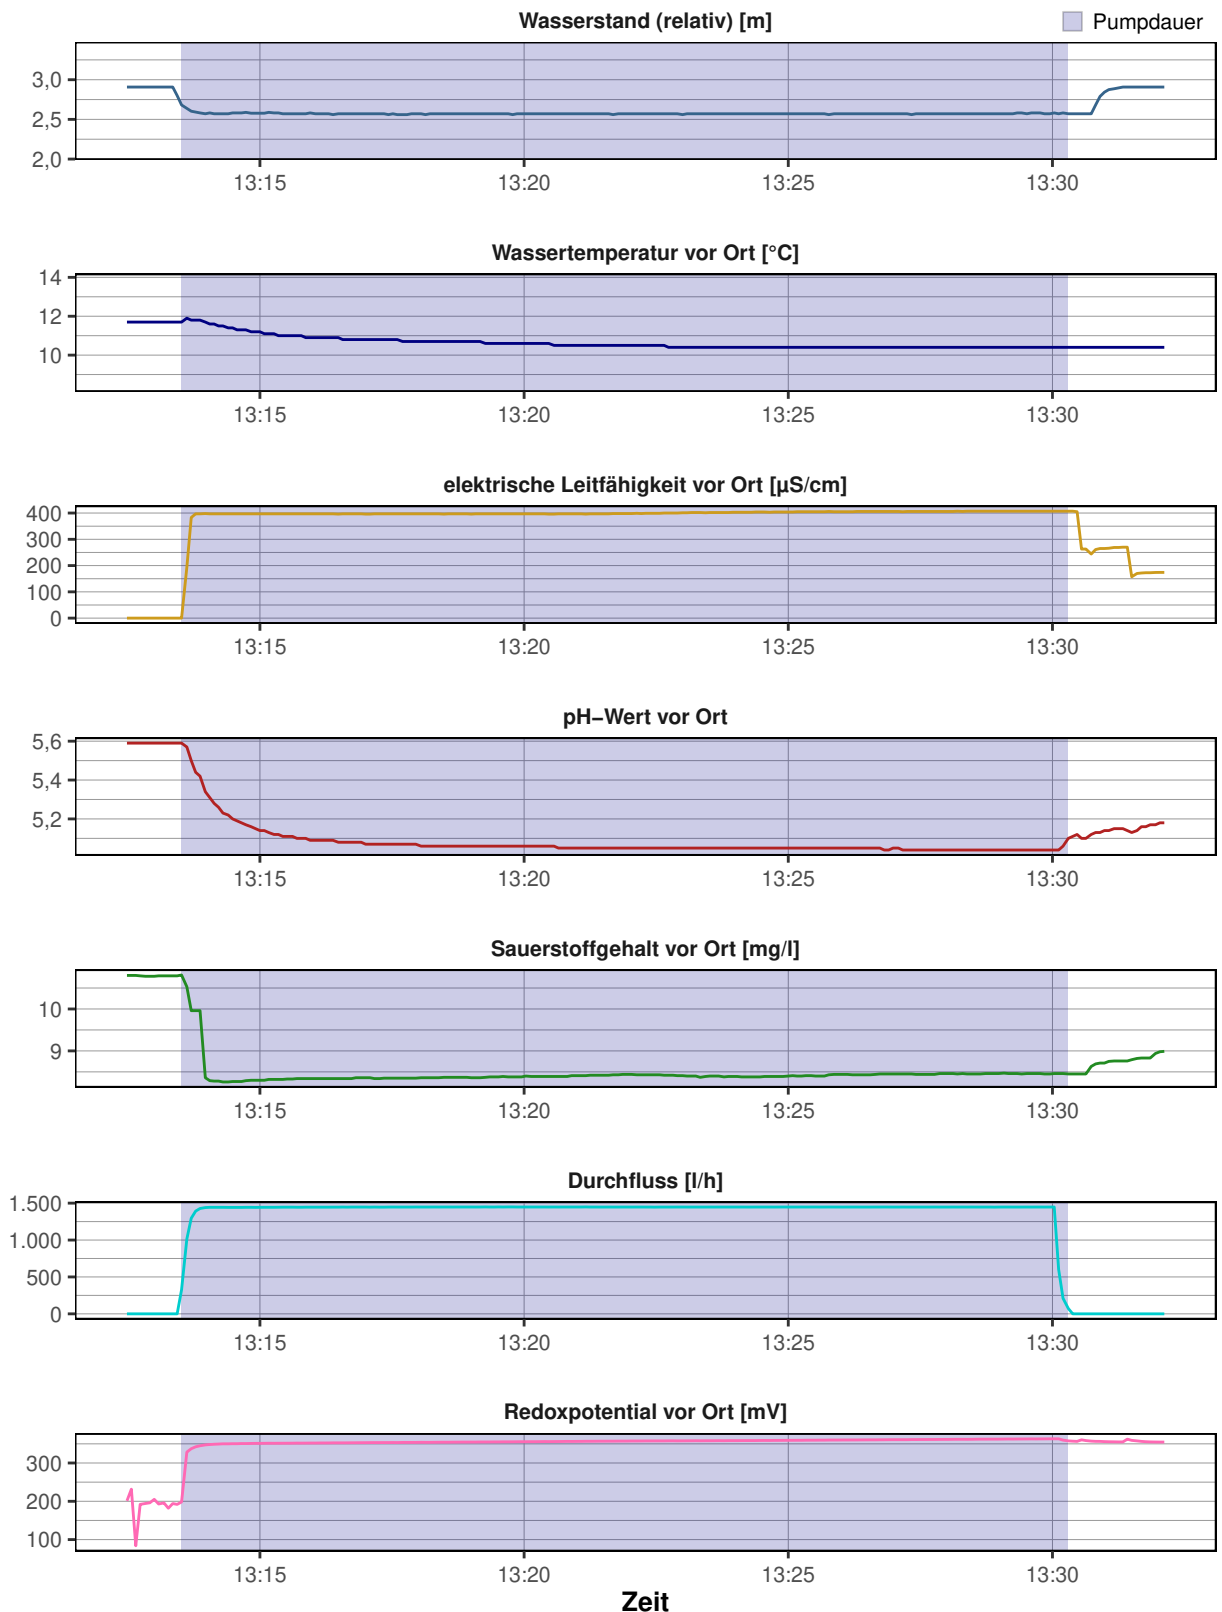 Wasserstand (relativ) [m]
Pumpdauer
3,0
2,5
2,0
13:15 13:20 13:25 13:30
Wassertemperatur vor Ort [°C]
14
12
10
13:15 13:20 13:25 13:30
elektrische Leitfähigkeit vor Ort [µS/cm]
400
300
200
100
0
13:15 13:20 13:25 13:30
pH−Wert vor Ort
5,6
5,4
5,2
13:15 13:20 13:25 13:30
Sauerstoffgehalt vor Ort [mg/l]
10
9
13:15 13:20 13:25 13:30
Durchfluss [l/h]
1.500
1.000
500
0
13:15 13:20 13:25 13:30
Redoxpotential vor Ort [mV]
300
200
100
13:15 13:20 13:25 13:30
Zeit